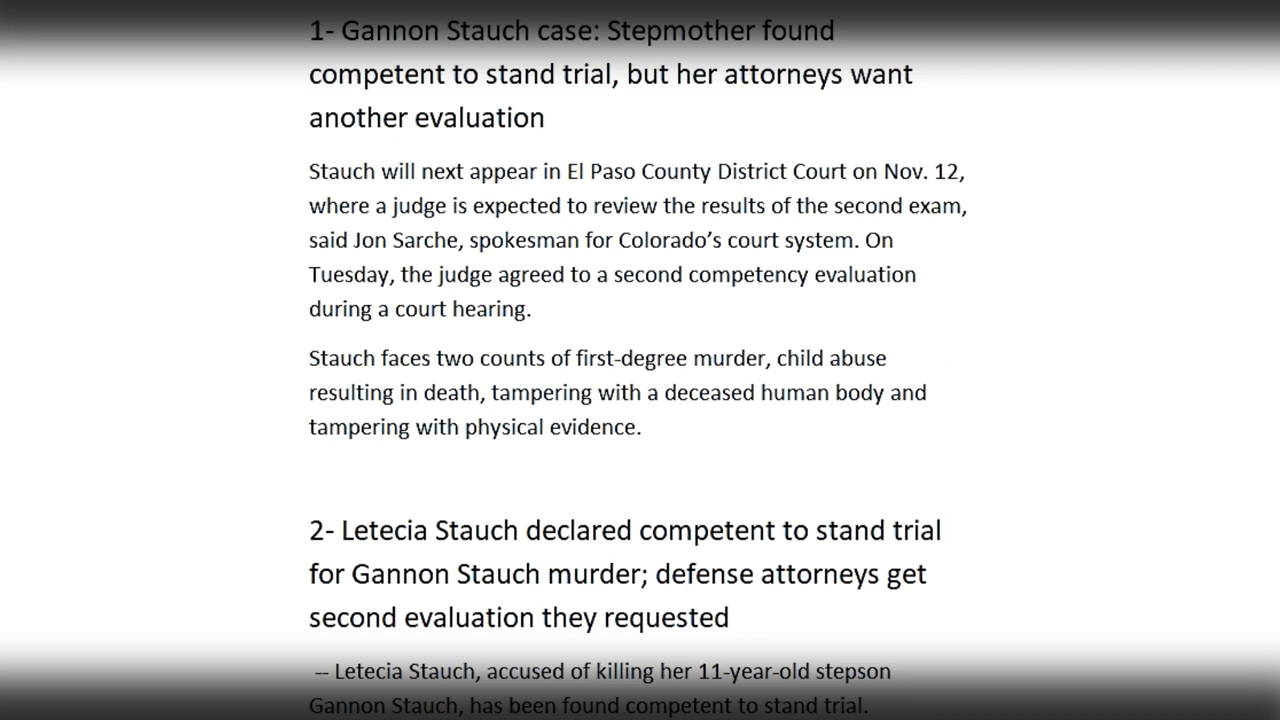 1- Gannon Stauch case: Stepmother found
competent to stand trial, but her attorneys want
another evaluation
Stauch will next appear in El Paso County District Court on Nov. 12,
where a judge is expected to review the results of the second exam,
said Jon Sarche, spokesman for Colorado’s court system. On
Tuesday, the judge agreed to a second competency evaluation
during a court hearing.
Stauch faces two counts of first-degree murder, child abuse
resulting in death, tampering with a deceased human body and
tampering with physical evidence.
2- Letecia Stauch declared competent to stand trial
for Gannon Stauch murder; defense attorneys get
second evaluation they requested
-- Letecia Stauch, accused of killing her 11-year-old stepson
Gannon Stauch, has been found competent to stand trial.